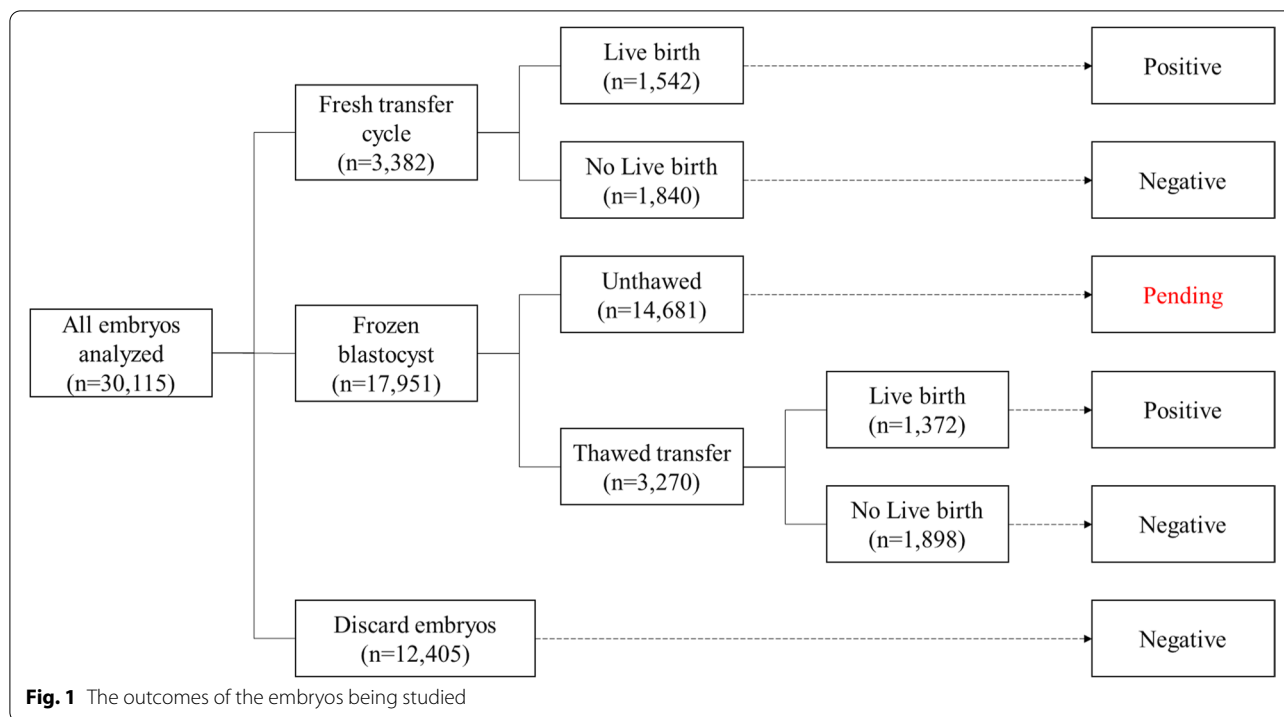 Live birth
(n=1,542)
Positive
Fresh transfer
cycle
(n=3,382)
No Live birth
(n=1,840)
Negative
Unthawed
(n=14,681)
Pending
All embryos
analyzed
(n=30,115)
Frozen
blastocyst
(n=17,951)
Live birth
(n=1,372)
Positive
Thawed transfer
(n=3,270)
No Live birth
(n=1,898)
Negative
Discard embryos
(n=12,405)
Negative
Fig. 1 The outcomes of the embryos being studied